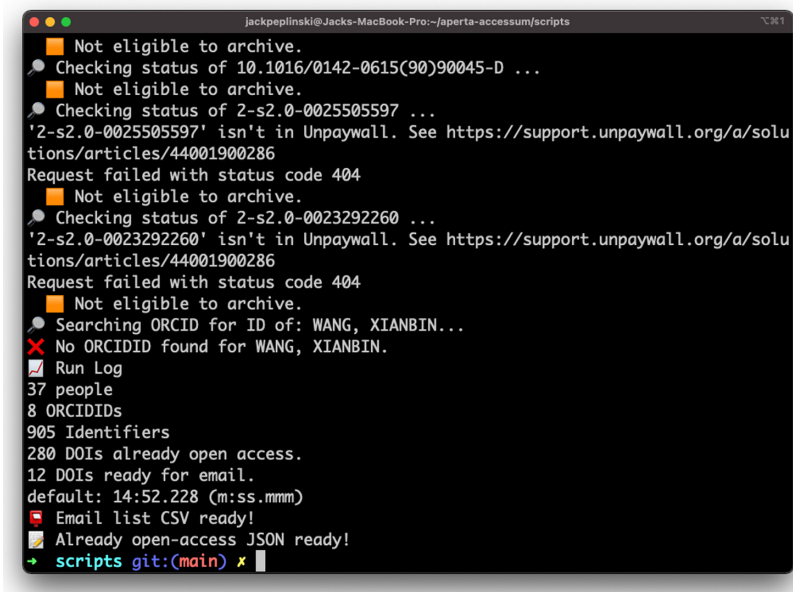 jackpeplinski@Jacks-MacBook-Pro:~/aperta-accessum/scripts
⌥⌘1
🟧 Not eligible to archive.
🔎 Checking status of 10.1016/0142-0615(90)90045-D ...
🟧 Not eligible to archive.
🔎 Checking status of 2-s2.0-0025505597 ...
'2-s2.0-0025505597' isn't in Unpaywall. See https://support.unpaywall.org/a/solu
tions/articles/44001900286
Request failed with status code 404
🟧 Not eligible to archive.
🔎 Checking status of 2-s2.0-0023292260 ...
'2-s2.0-0023292260' isn't in Unpaywall. See https://support.unpaywall.org/a/solu
tions/articles/44001900286
Request failed with status code 404
🟧 Not eligible to archive.
🔎 Searching ORCID for ID of: WANG, XIANBIN...
❌ No ORCIDID found for WANG, XIANBIN.
📈 Run Log
37 people
8 ORCIDIDs
905 Identifiers
280 DOIs already open access.
12 DOIs ready for email.
default: 14:52.228 (m:ss.mmm)
📮 Email list CSV ready!
📝 Already open-access JSON ready!
→ scripts git:(main) ✗